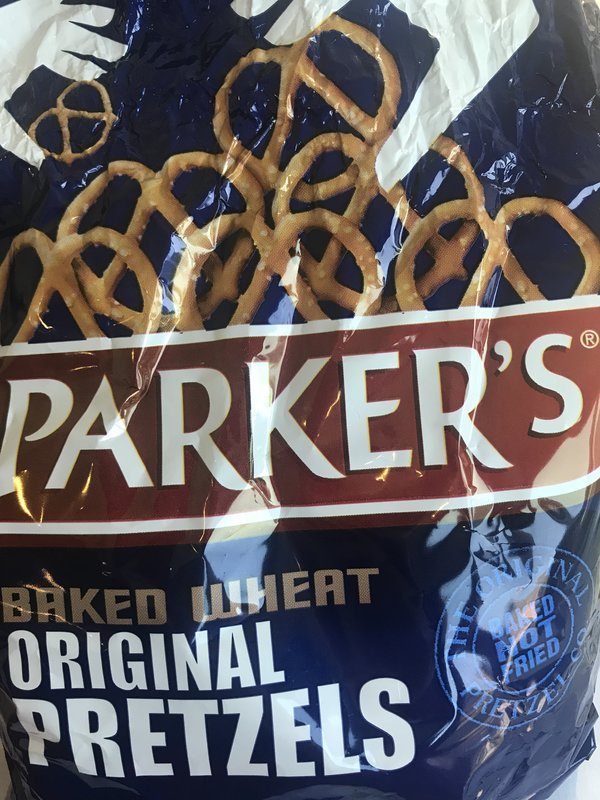 PARKER'S®
BAKED WHEAT
ORIGINAL
PRETZELS
THE ORIGINAL
PRETZEL CO
BAKED
NOT
FRIED